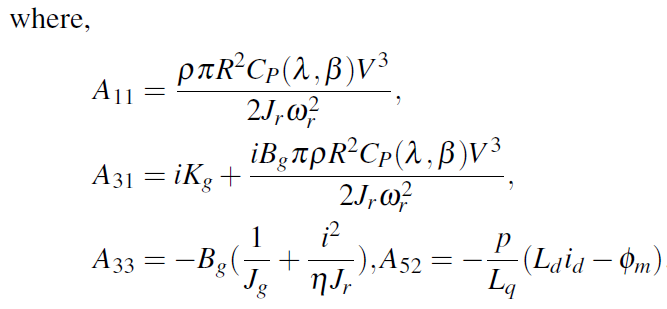 where,
A_{11} = \frac{\rho \pi R^2 C_P(\lambda, \beta) V^3}{2 J_r \omega_r^2},
A_{31} = i K_g + \frac{i B_g \pi \rho R^2 C_P(\lambda, \beta) V^3}{2 J_r \omega_r^2},
A_{33} = -B_g(\frac{1}{J_g} + \frac{i^2}{\eta J_r}), A_{52} = -\frac{p}{L_q}(L_d i_d - \phi_m)